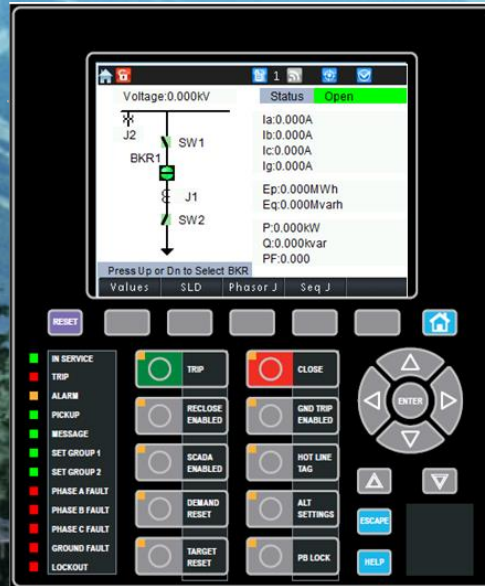 1
Voltage:0.000kV
Status Open
J2
SW1
BKR1
J1
SW2
Ia:0.000A
Ib:0.000A
Ic:0.000A
Ig:0.000A
Ep:0.000MWh
Eq:0.000Mvarh
P:0.000kW
Q:0.000kvar
PF:0.000
Press Up or Dn to Select BKR
Values SLD Phasor J Seq J
RESET
IN SERVICE
TRIP
ALARM
PICKUP
MESSAGE
SET GROUP 1
SET GROUP 2
PHASE A FAULT
PHASE B FAULT
PHASE C FAULT
GROUND FAULT
LOCKOUT
TRIP
CLOSE
RECLOSE
ENABLED
GND TRIP
ENABLED
SCADA
ENABLED
HOT LINE
TAG
DEMAND
RESET
ALT
SETTINGS
TARGET
RESET
PB LOCK
ENTER
ESCAPE
HELP